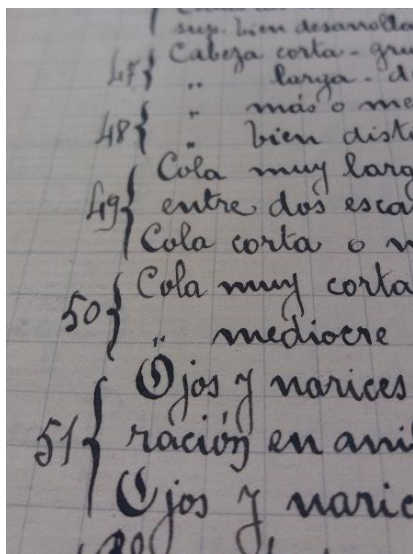 sup. bien desarrolla
47 { Cabeza corta - gru
„ larga - d
48 { „ más o me
„ bien dist
49 { Cola muy larg
entre dos esca
Cola corta o m
50 { Cola muy corta
„ mediocre
51 { Ojos y narices
ración en ani
Ojos y naric